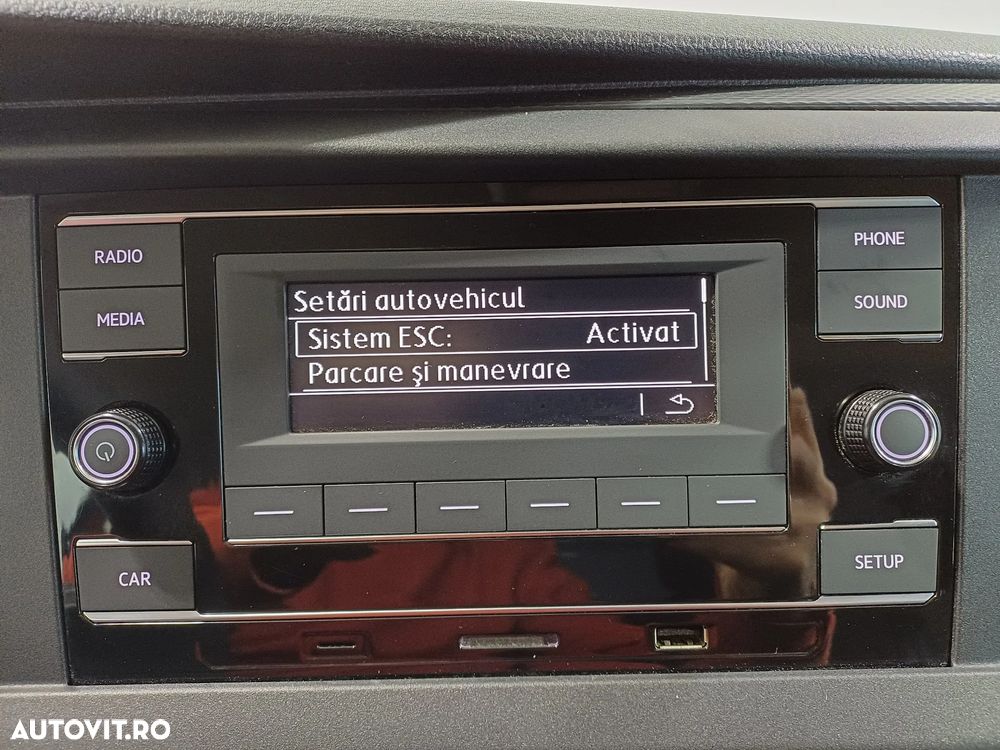 RADIO
MEDIA
PHONE
SOUND
Setări autovehicul
Sistem ESC: Activat
Parcare şi manevrare
CAR
SETUP
AUTOVIT.RO